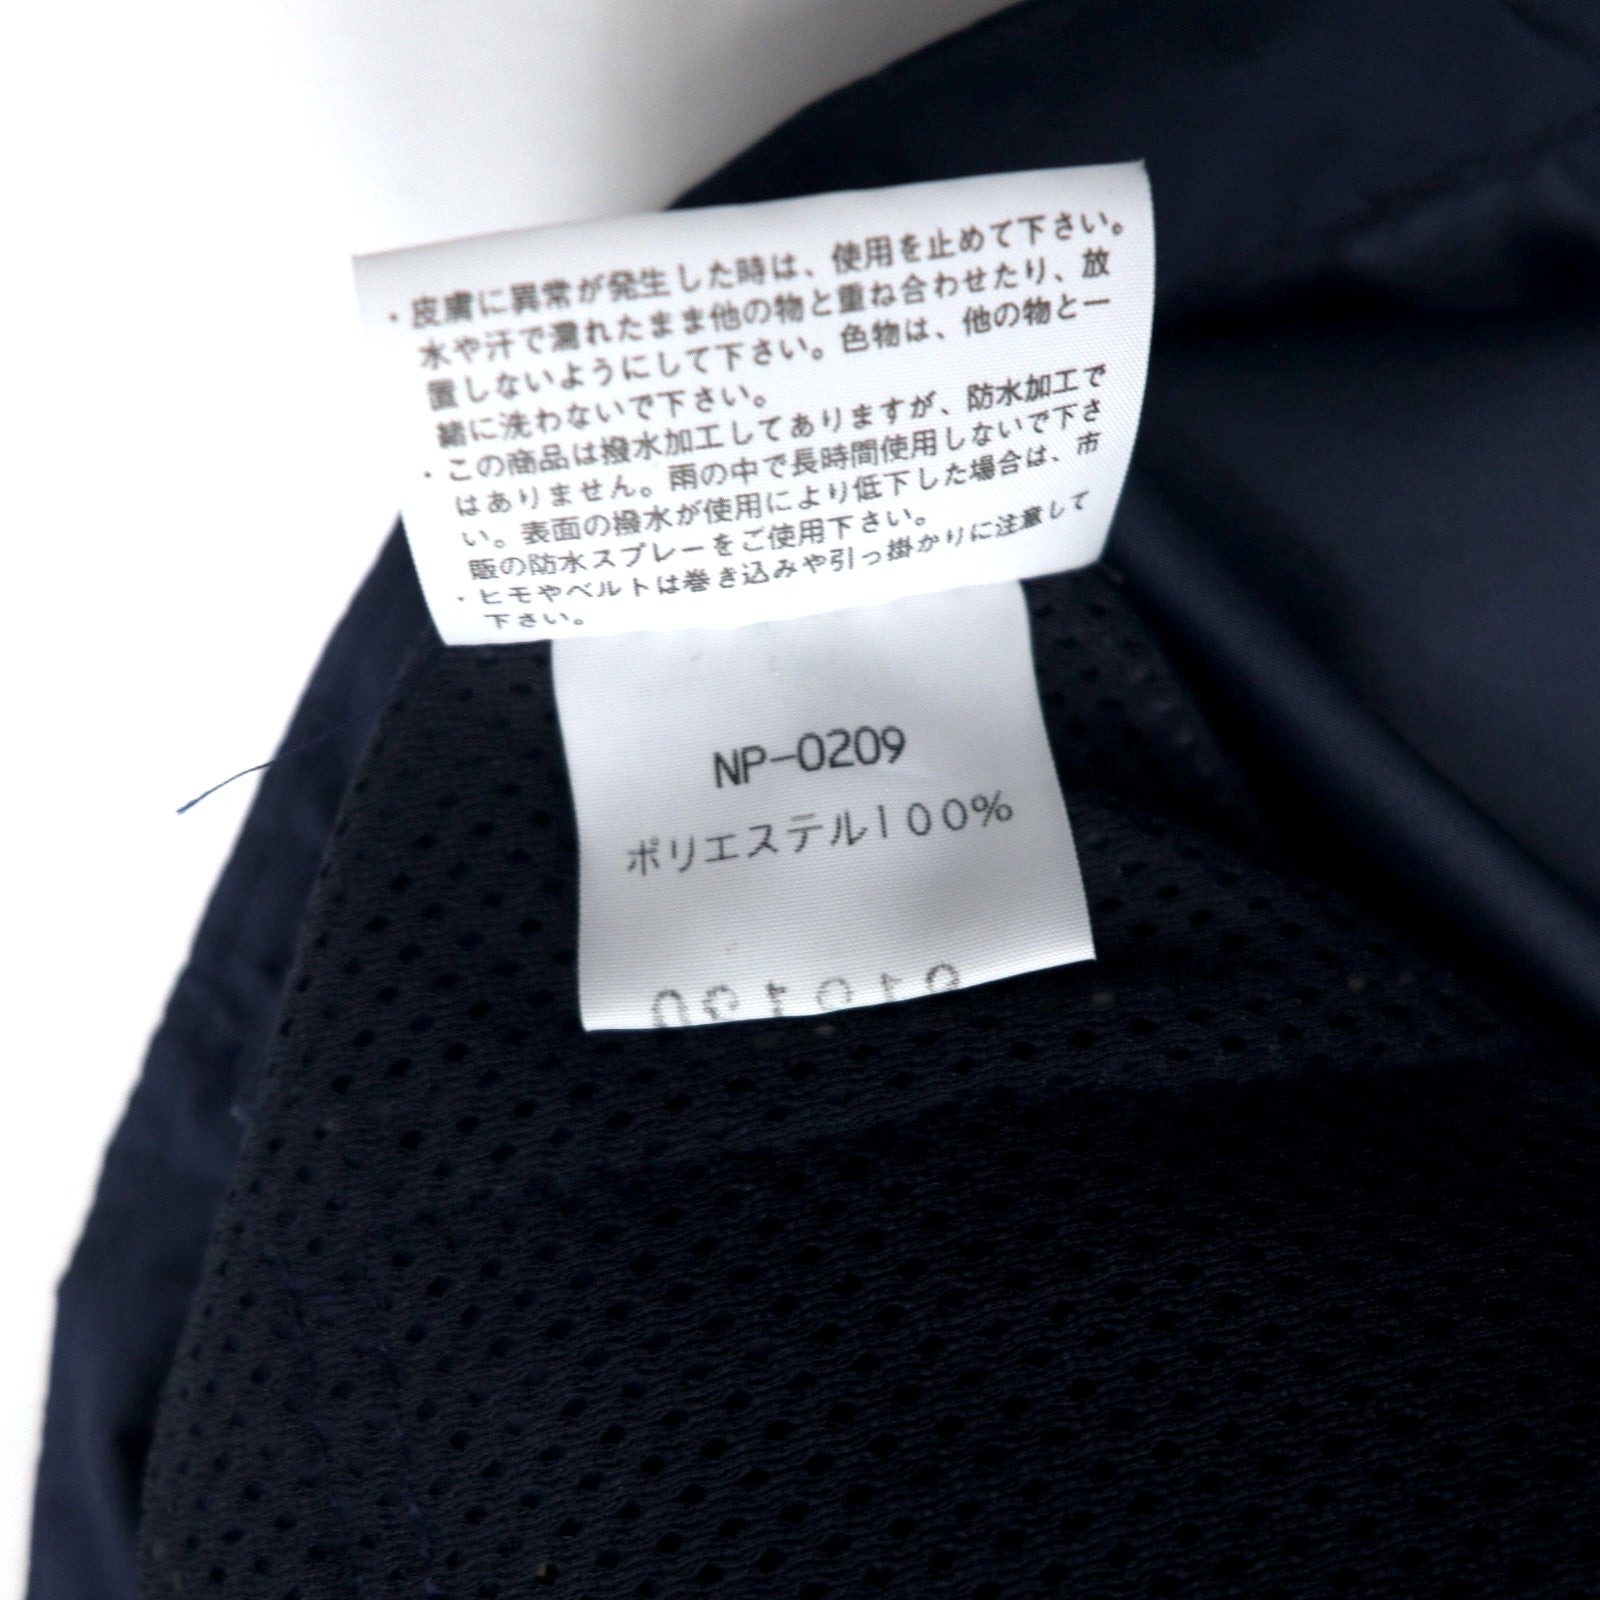 ・皮膚に異常が発生した時は、使用を止めて下さい。
水や汗で濡れたまま他の物と重ね合わせたり、放
置しないようにして下さい。色物は、他の物と一
緒に洗わないで下さい。
・この商品は撥水加工してありますが、防水加工で
はありません。雨の中で長時間使用しないで下さ
い。表面の撥水が使用により低下した場合は、市
販の防水スプレーをご使用下さい。
・ヒモやベルトは巻き込みや引っ掛かりに注意して
下さい。
NP-0209
ポリエステル100%